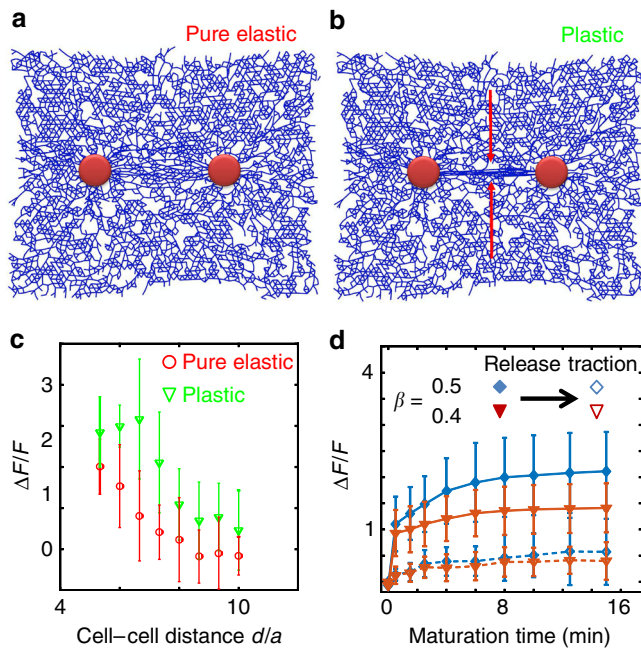 a
Pure elastic
b
Plastic
c
Pure elastic
Plastic
3
2
1
0
ΔF/F
4
10
Cell–cell distance d/a
d
Release traction
β = 0.5
0.4
4
1
ΔF/F
0
8
16
Maturation time (min)